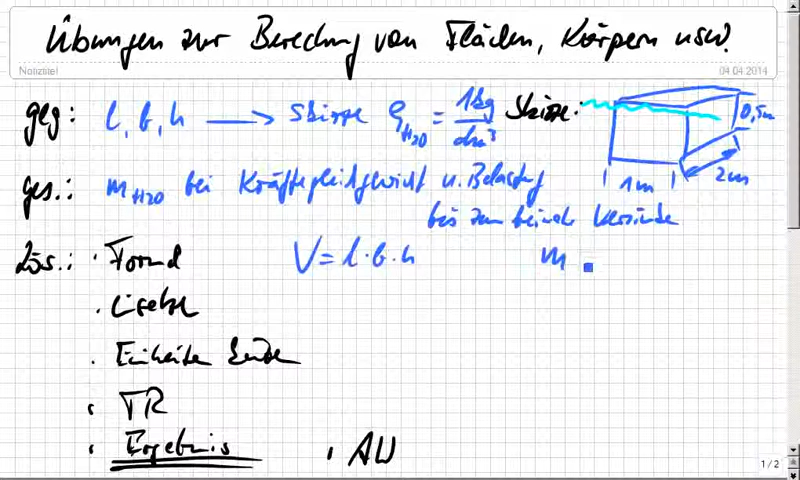 Übungen zur Berechnung von Flächen, Körpern usw.
Notiztitel
04.04.2014
geg: l, b, h → Skizze ρH2O = 1kg/dm³ Skizze:
0,5m
1m
2m
ges.: mH2O bei Kräftegleichgewicht u. Belastung
bis zum beinahe Versinken
Lös.: · Formel V = l·b·h m
· Einsetzen
· Einheiten
· TR
· Ergebnis · AW
1/2